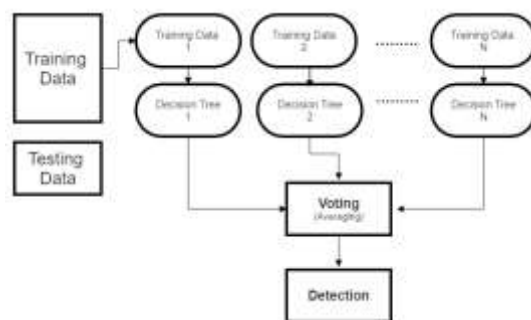 Training
Data
Training Data
1
Training Data
2
Training Data
N
Decision Tree
1
Decision Tree
2
Decision Tree
N
Testing
Data
Voting
(Averaging)
Detection